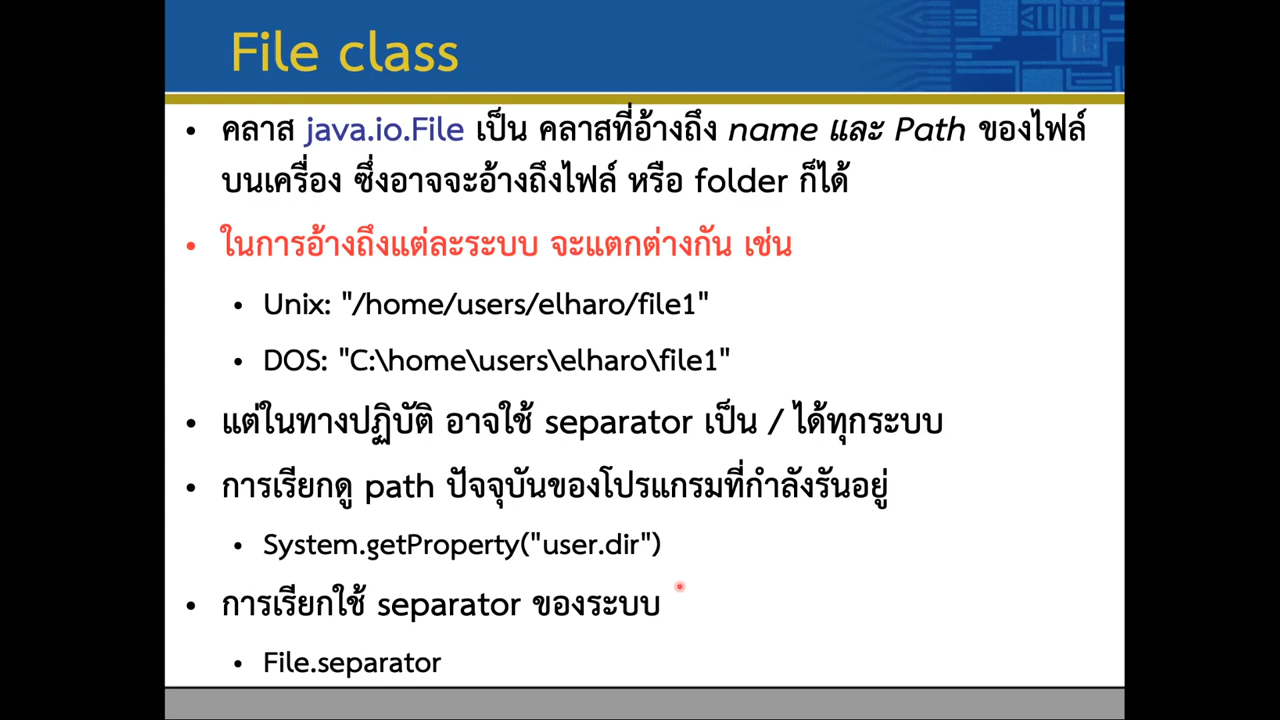 File class
• คลาส java.io.File เป็น คลาสที่อ้างถึง name และ Path ของไฟล์
บนเครื่อง ซึ่งอาจจะอ้างถึงไฟล์ หรือ folder ก็ได้
• ในการอ้างถึงแต่ละระบบ จะแตกต่างกัน เช่น
• Unix: "/home/users/elharo/file1"
• DOS: "C:\home\users\elharo\file1"
• แต่ในทางปฏิบัติ อาจใช้ separator เป็น / ได้ทุกระบบ
• การเรียกดู path ปัจจุบันของโปรแกรมที่กำลังรันอยู่
• System.getProperty("user.dir")
• การเรียกใช้ separator ของระบบ
• File.separator